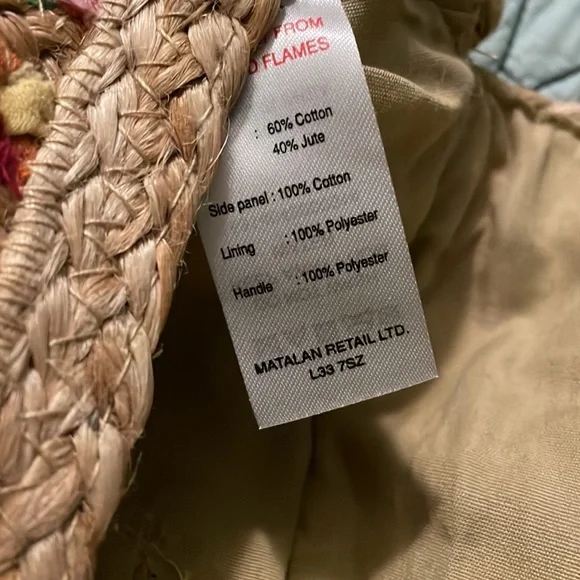 FROM
FLAMES
: 60% Cotton
40% Jute
Side panel : 100% Cotton
Lining : 100% Polyester
Handle : 100% Polyester
MATALAN RETAIL LTD.
L33 7SZ